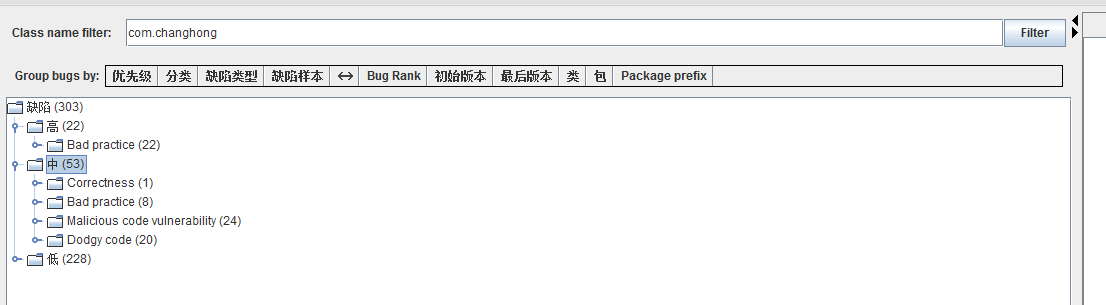 Class name filter: com.changhong Filter
Group bugs by: 优先级 分类 缺陷类型 缺陷样本 <-> Bug Rank 初始版本 最后版本 类 包 Package prefix
缺陷 (303)
高 (22)
Bad practice (22)
中 (53)
Correctness (1)
Bad practice (8)
Malicious code vulnerability (24)
Dodgy code (20)
低 (228)